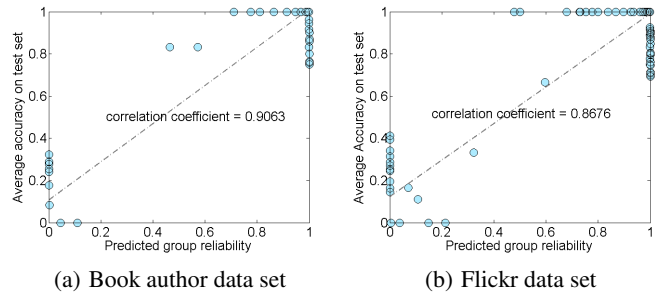 Average accuracy on test set
1
0.8
0.6
0.4
0.2
0
correlation coefficient = 0.9063
0 0.2 0.4 0.6 0.8 1
Predicted group reliability
(a) Book author data set
Average Accuracy on test set
1
0.8
0.6
0.4
0.2
0
correlation coefficient = 0.8676
0 0.2 0.4 0.6 0.8 1
Predicted group reliability
(b) Flickr data set